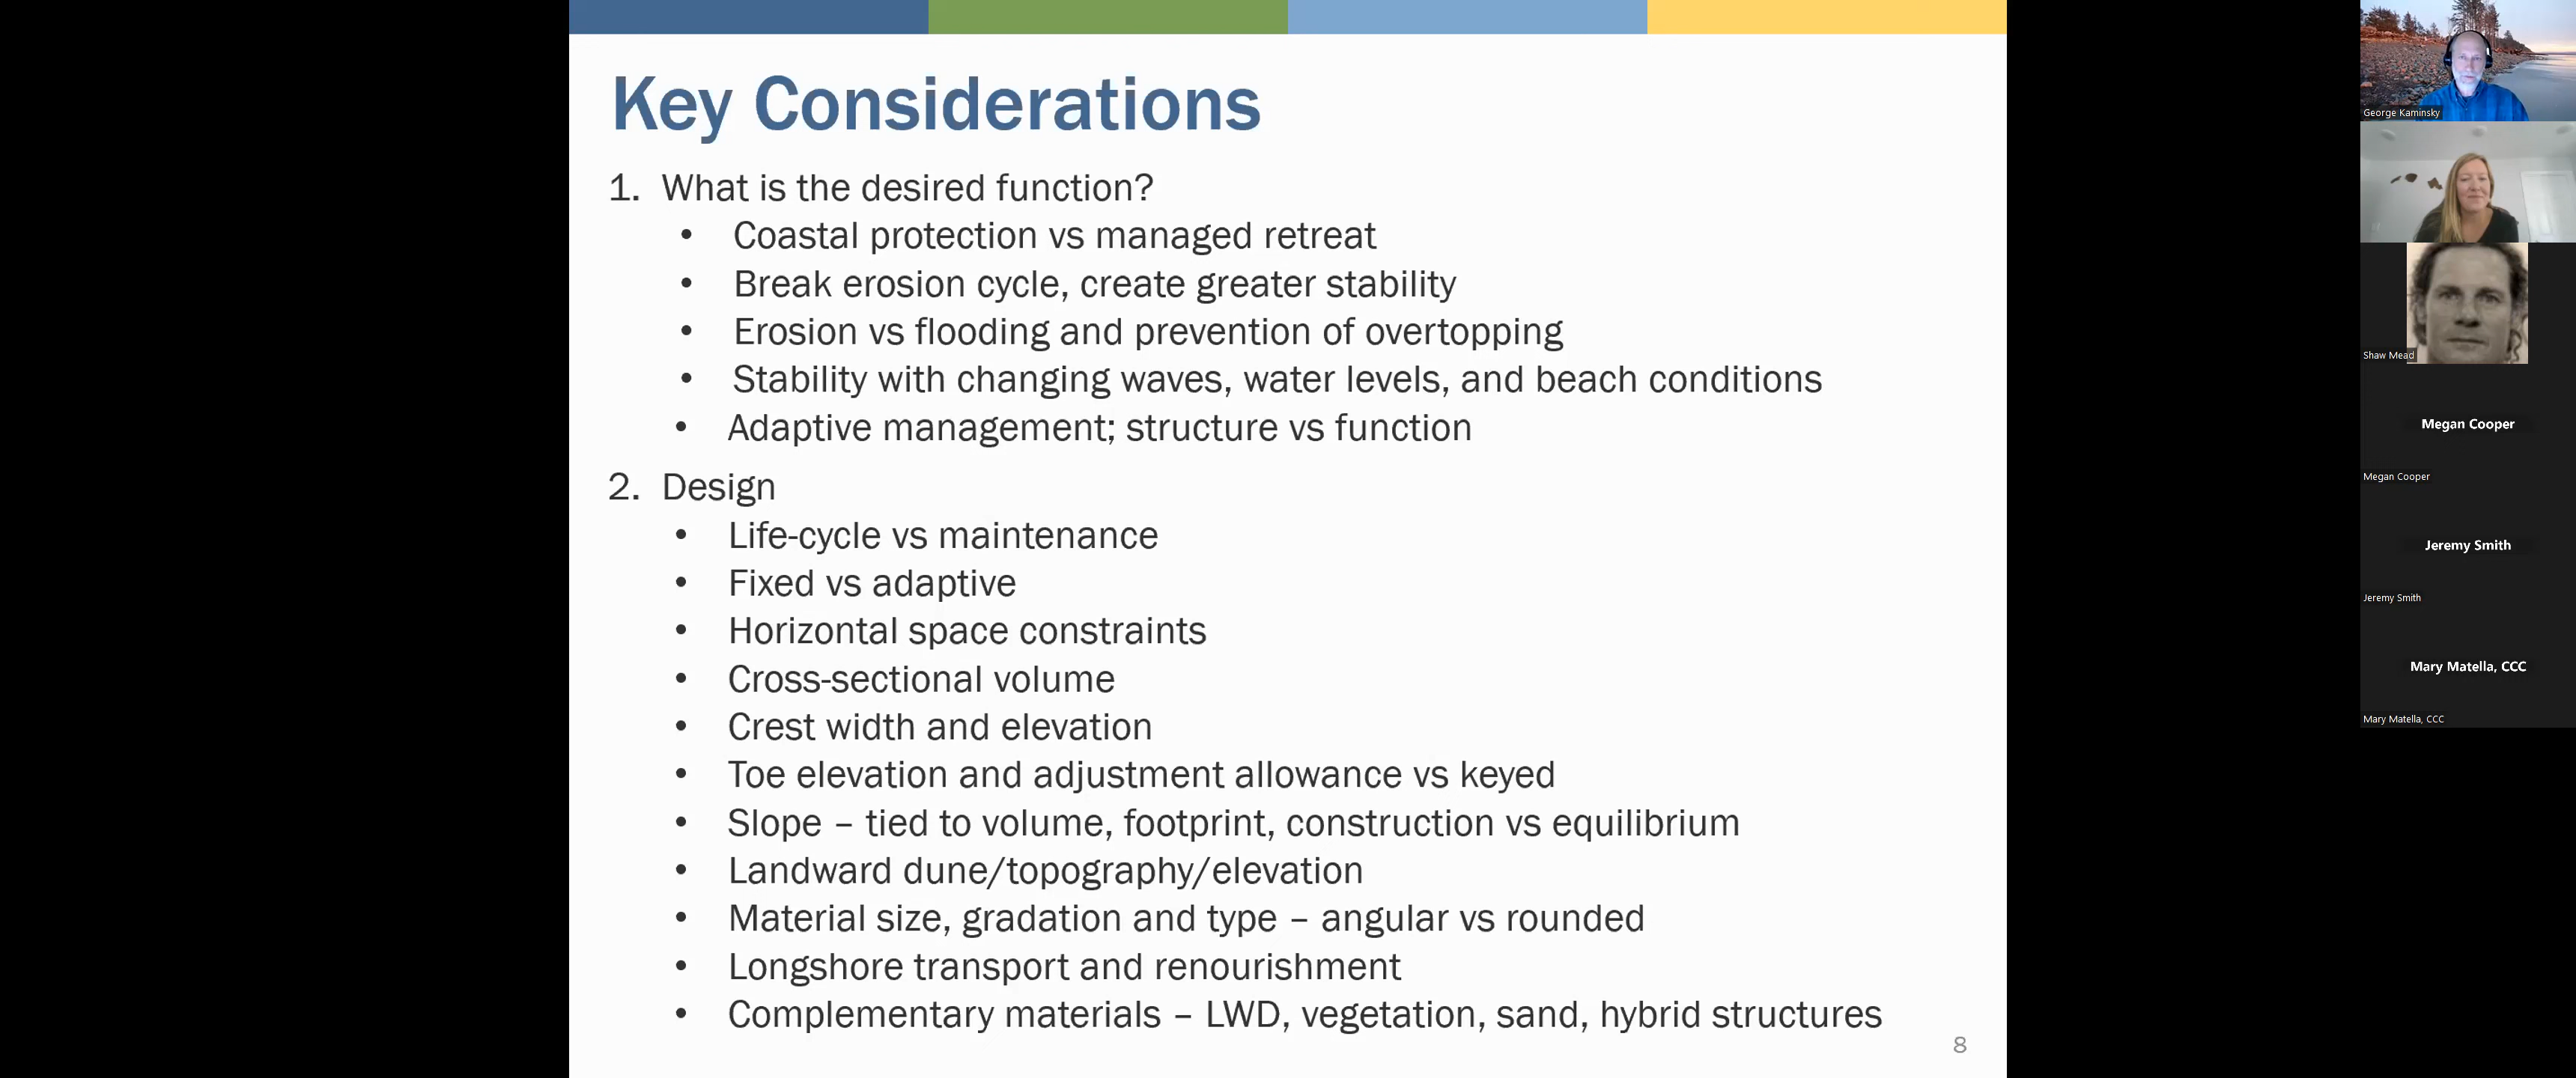 Key Considerations
1. What is the desired function?
• Coastal protection vs managed retreat
• Break erosion cycle, create greater stability
• Erosion vs flooding and prevention of overtopping
• Stability with changing waves, water levels, and beach conditions
• Adaptive management; structure vs function
2. Design
• Life-cycle vs maintenance
• Fixed vs adaptive
• Horizontal space constraints
• Cross-sectional volume
• Crest width and elevation
• Toe elevation and adjustment allowance vs keyed
• Slope – tied to volume, footprint, construction vs equilibrium
• Landward dune/topography/elevation
• Material size, gradation and type – angular vs rounded
• Longshore transport and renourishment
• Complementary materials – LWD, vegetation, sand, hybrid structures
8
George Kaminsky
Shaw Mead
Megan Cooper
Megan Cooper
Jeremy Smith
Jeremy Smith
Mary Matella, CCC
Mary Matella, CCC